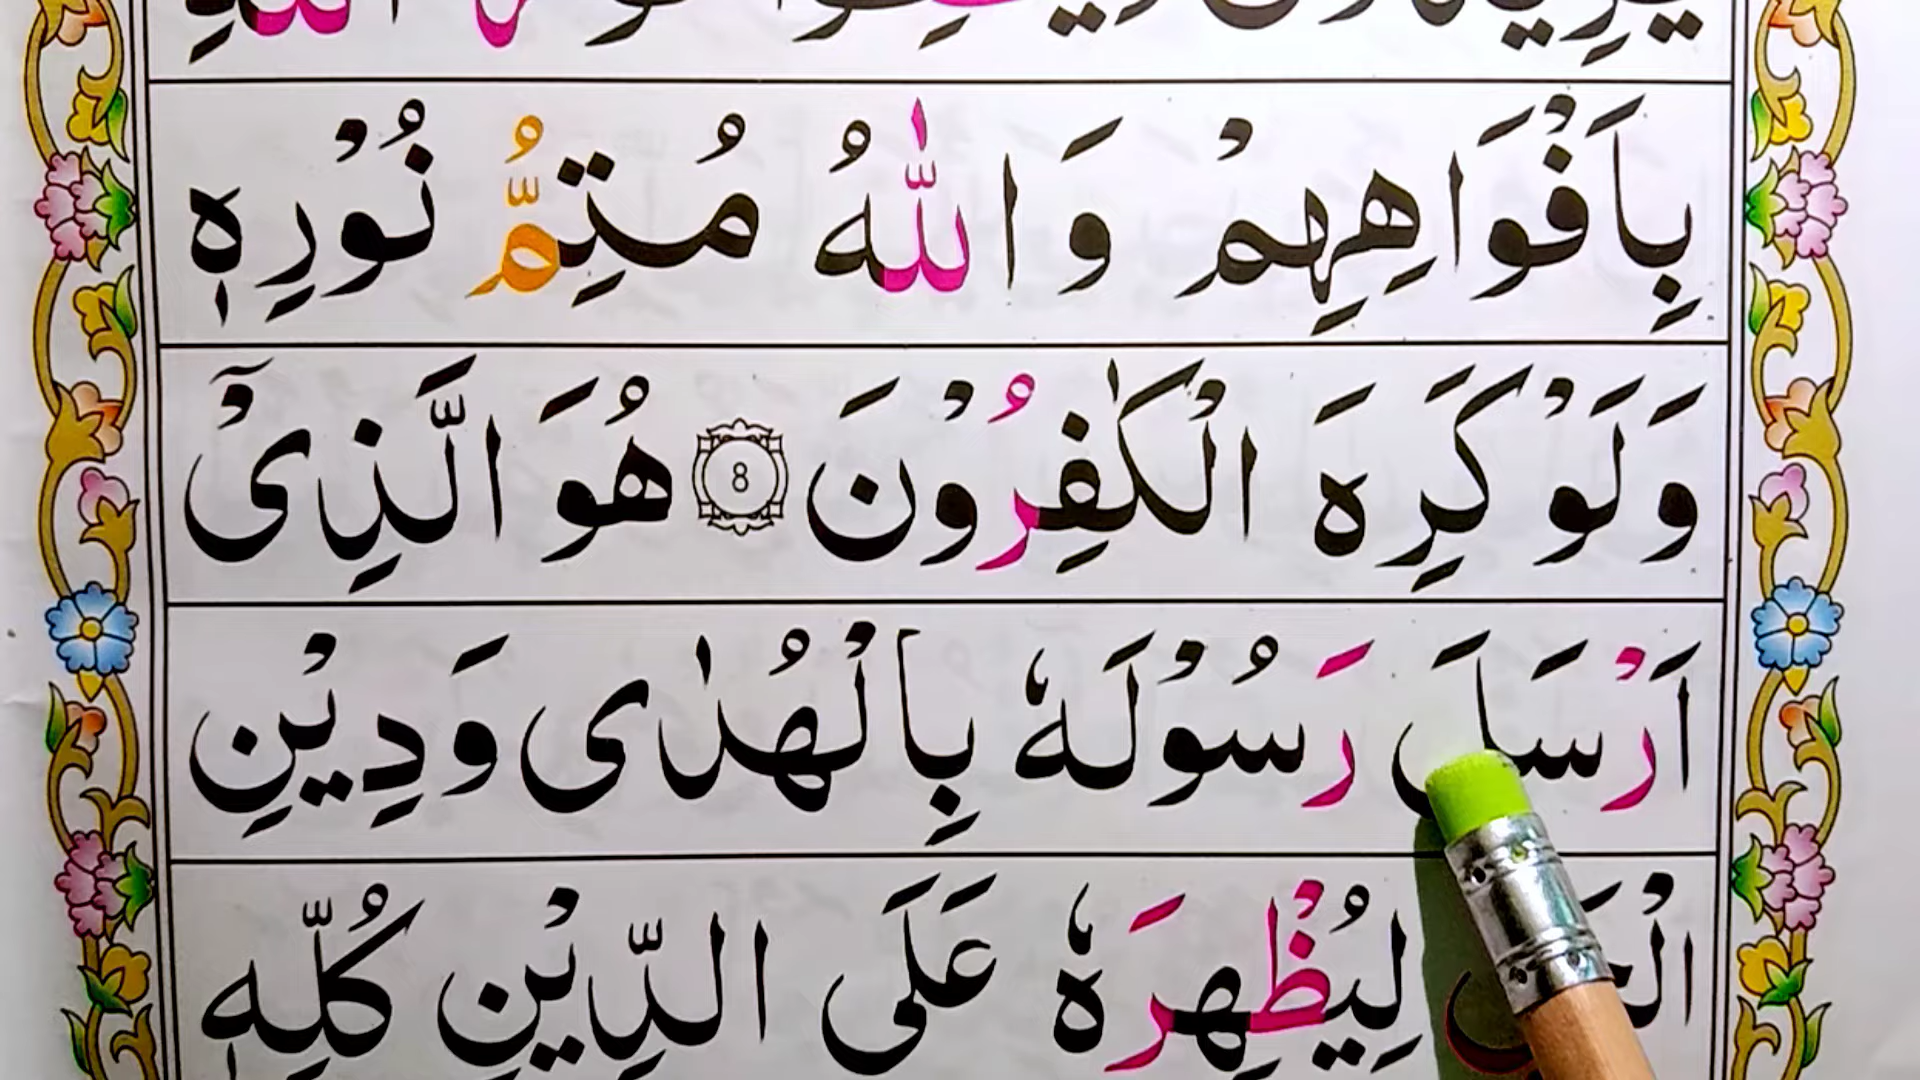 بِاَفْوَاهِهِمْ وَاللّٰهُ مُتِمُّ نُوْرِهٖ
وَلَوْ كَرِهَ الْكٰفِرُوْنَ 8 هُوَ الَّذِیْۤ
اَرْسَلَ رَسُوْلَهٗ بِالْهُدٰی وَدِیْنِ
لِیُظْهِرَهٗ عَلَی الدِّیْنِ كُلِّهٖ